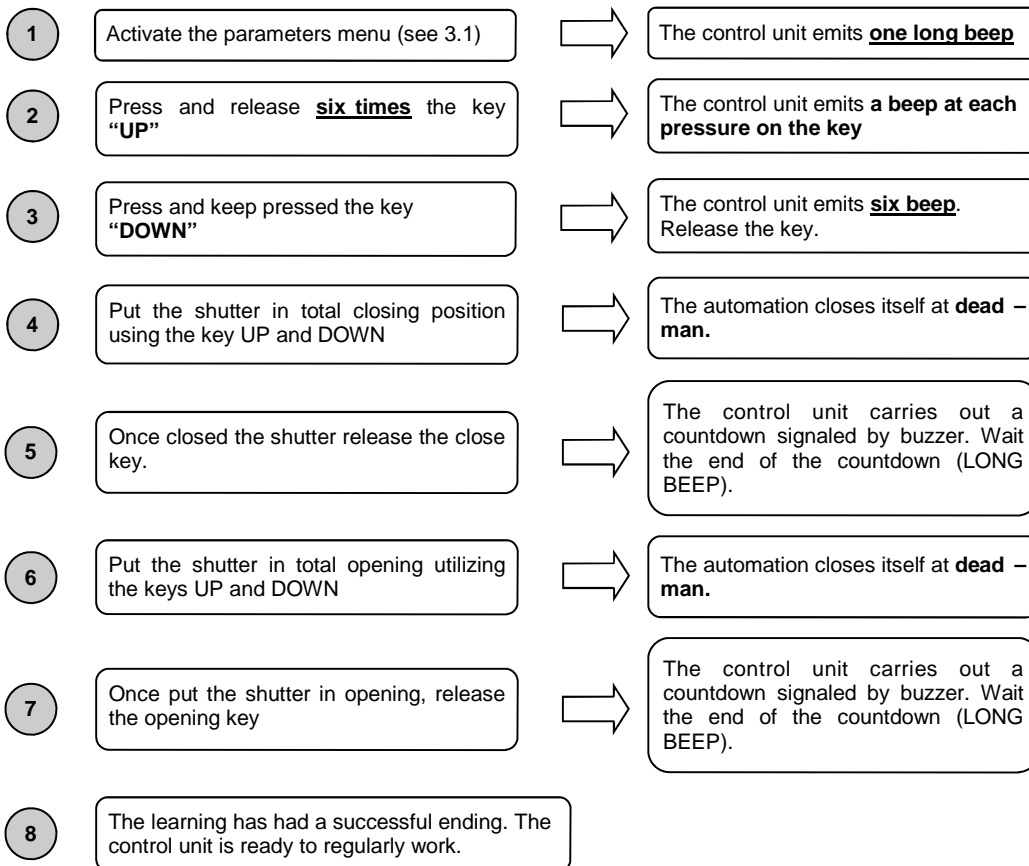 1
Activate the parameters menu (see 3.1)
The control unit emits one long beep
2
Press and release six times the key
“UP”
The control unit emits a beep at each
pressure on the key
3
Press and keep pressed the key
“DOWN”
The control unit emits six beep.
Release the key.
4
Put the shutter in total closing position
using the key UP and DOWN
The automation closes itself at dead –
man.
5
Once closed the shutter release the close
key.
The control unit carries out a
countdown signaled by buzzer. Wait
the end of the countdown (LONG
BEEP).
6
Put the shutter in total opening utilizing
the keys UP and DOWN
The automation closes itself at dead –
man.
7
Once put the shutter in opening, release
the opening key
The control unit carries out a
countdown signaled by buzzer. Wait
the end of the countdown (LONG
BEEP).
8
The learning has had a successful ending. The
control unit is ready to regularly work.